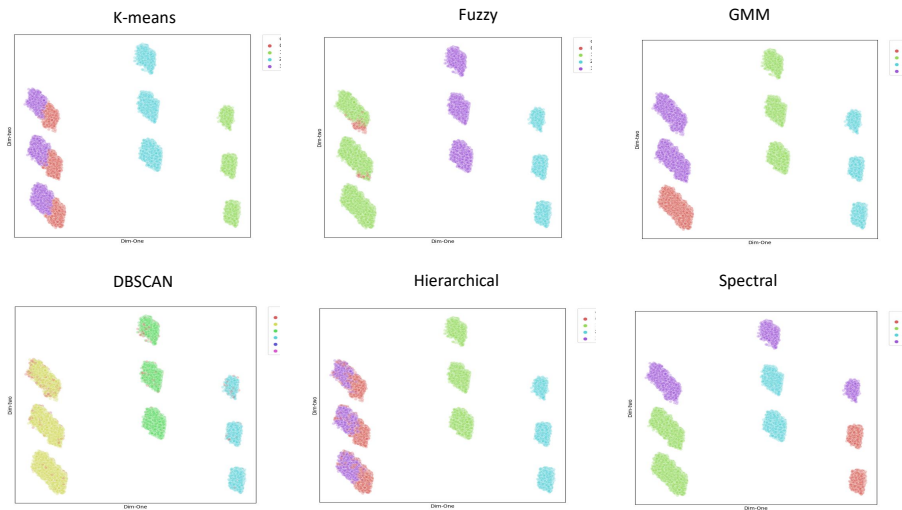 K-means
Fuzzy
GMM
Dim-two
Dim-two
Dim-two
Dim-One
Dim-One
Dim-One
DBSCAN
Hierarchical
Spectral
Dim-two
Dim-two
Dim-two
Dim-One
Dim-One
Dim-One